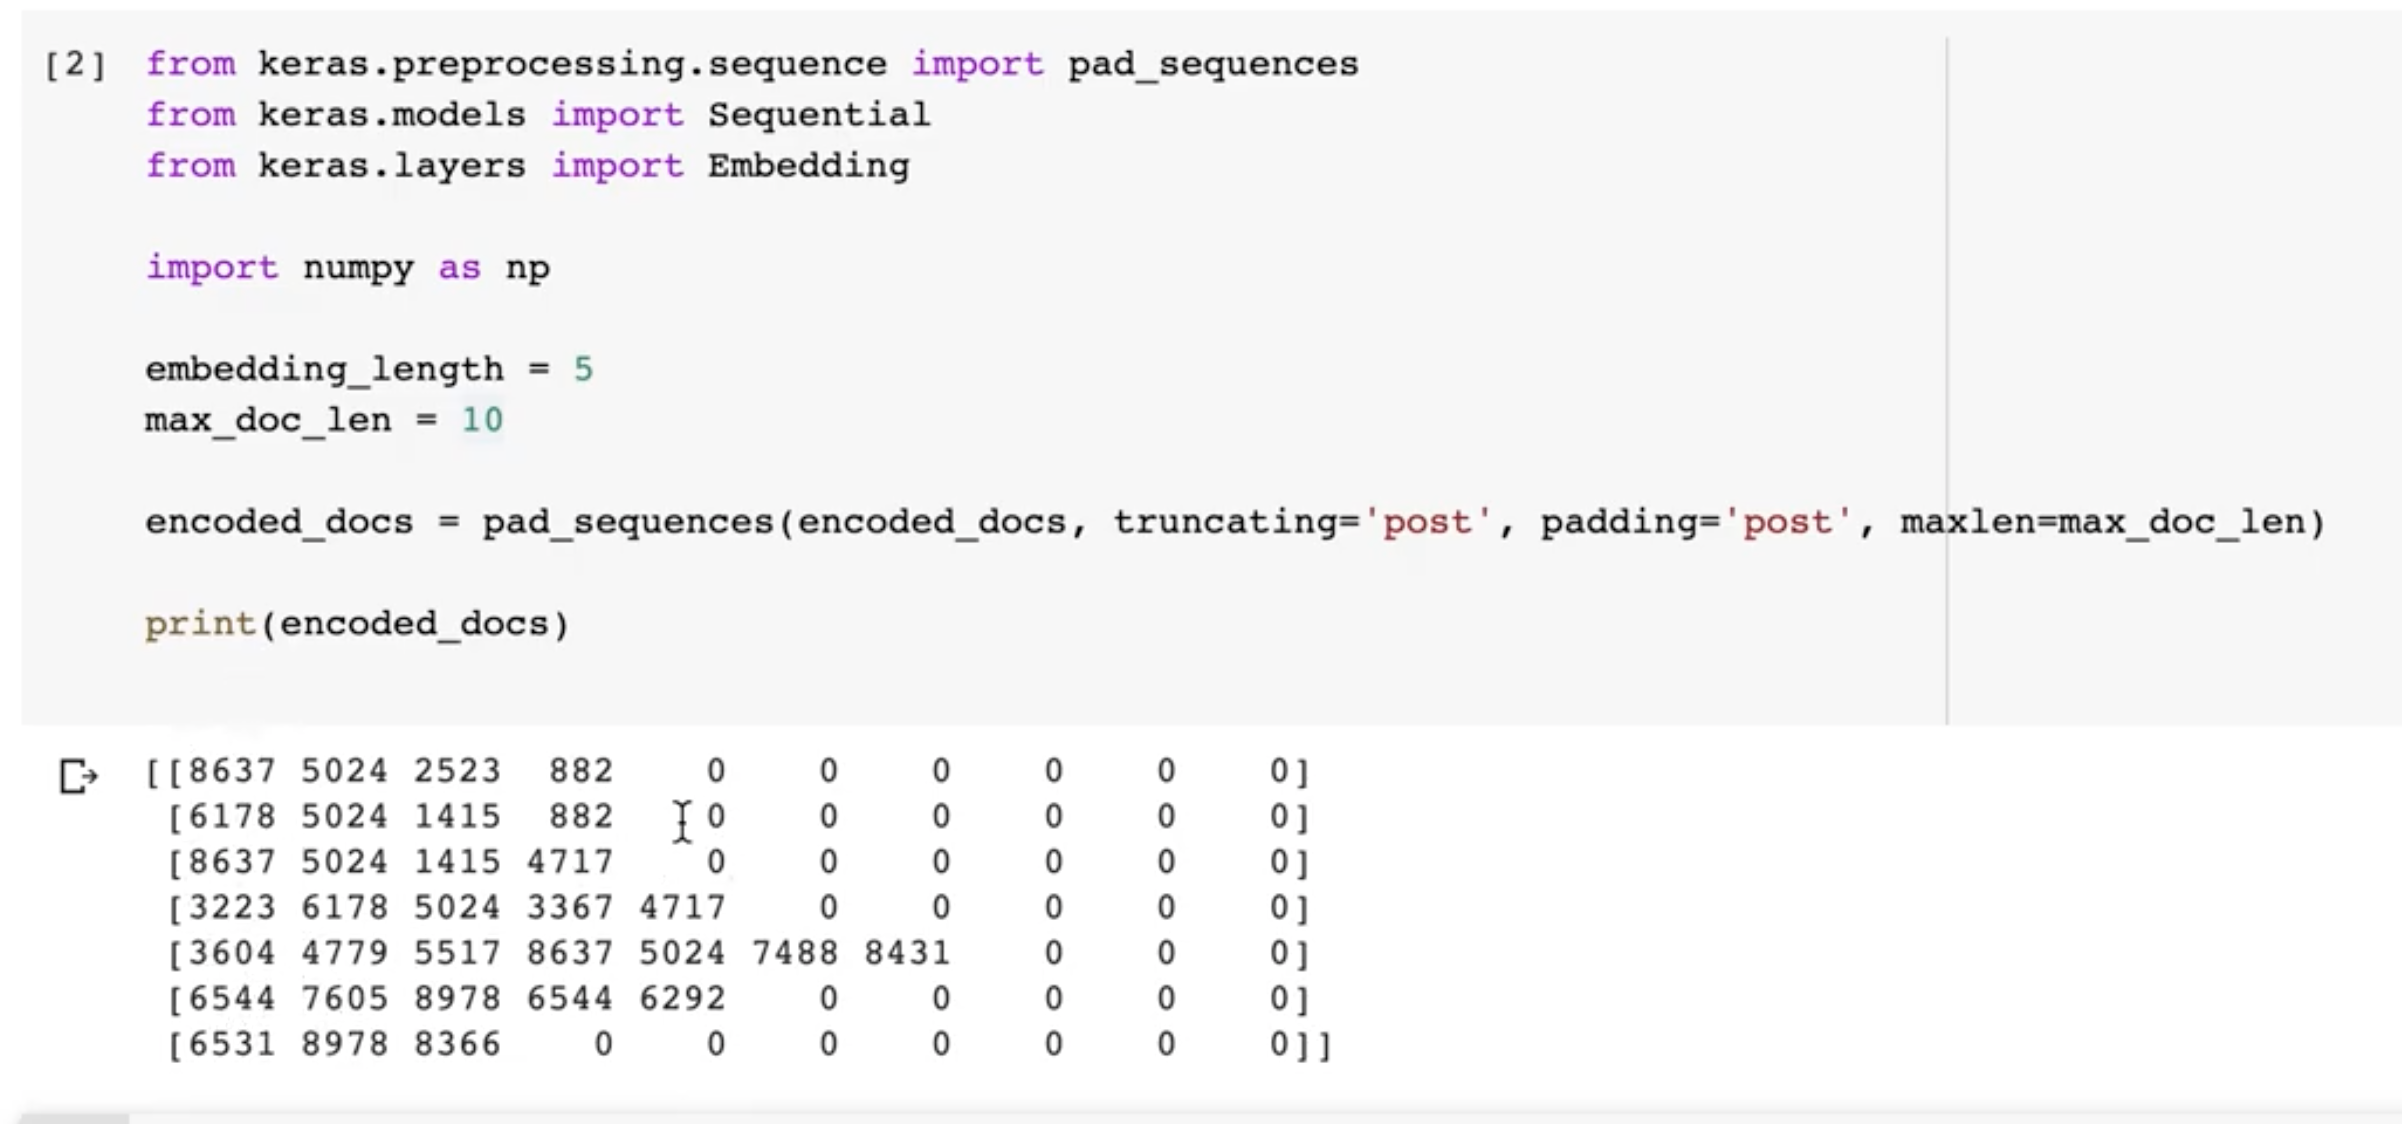 [2] from keras.preprocessing.sequence import pad_sequences
from keras.models import Sequential
from keras.layers import Embedding
import numpy as np
embedding_length = 5
max_doc_len = 10
encoded_docs = pad_sequences(encoded_docs, truncating='post', padding='post', maxlen=max_doc_len)
print(encoded_docs)
[[8637 5024 2523 882 0 0 0 0 0 0]
[6178 5024 1415 882 0 0 0 0 0 0]
[8637 5024 1415 4717 0 0 0 0 0 0]
[3223 6178 5024 3367 4717 0 0 0 0 0]
[3604 4779 5517 8637 5024 7488 8431 0 0 0]
[6544 7605 8978 6544 6292 0 0 0 0 0]
[6531 8978 8366 0 0 0 0 0 0 0]]